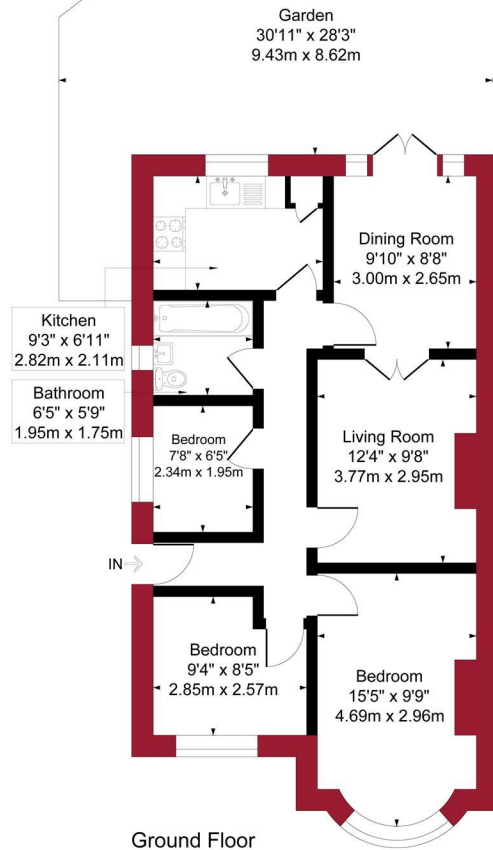 Garden
30'11" x 28'3"
9.43m x 8.62m
Dining Room
9'10" x 8'8"
3.00m x 2.65m
Kitchen
9'3" x 6'11"
2.82m x 2.11m
Bathroom
6'5" x 5'9"
1.95m x 1.75m
Bedroom
7'8" x 6'5"
2.34m x 1.95m
Living Room
12'4" x 9'8"
3.77m x 2.95m
IN
Bedroom
9'4" x 8'5"
2.85m x 2.57m
Bedroom
15'5" x 9'9"
4.69m x 2.96m
Ground Floor